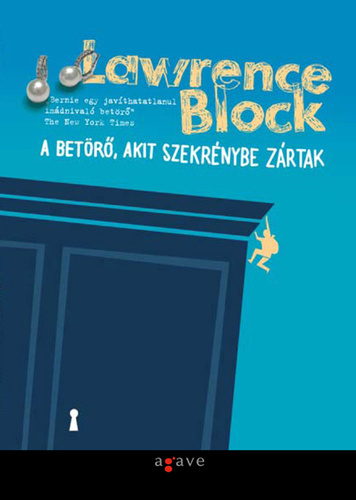 Lawrence
Block
„Bernie egy javíthatatlanul
imádnivaló betörő"
The New York Times
A BETÖRŐ, AKIT SZEKRÉNYBE ZÁRTAK
agave